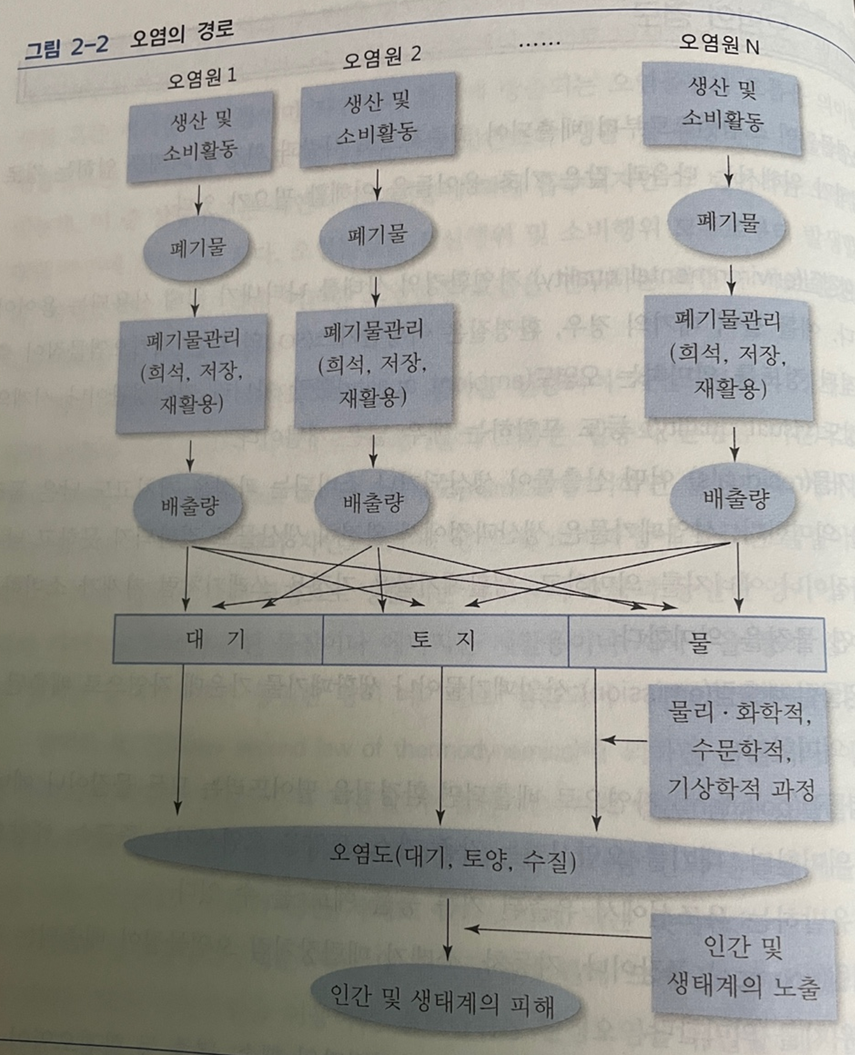 그림 2-2 오염의 경로
오염원 1
오염원 2
······
오염원 N
생산 및
소비활동
생산 및
소비활동
생산 및
소비활동
폐기물
폐기물
폐기물
폐기물관리
(희석, 저장,
재활용)
폐기물관리
(희석, 저장,
재활용)
폐기물관리
(희석, 저장,
재활용)
배출량
배출량
배출량
대 기
토 지
물
물리 · 화학적,
수문학적,
기상학적 과정
오염도(대기, 토양, 수질)
인간 및
생태계의 노출
인간 및 생태계의 피해